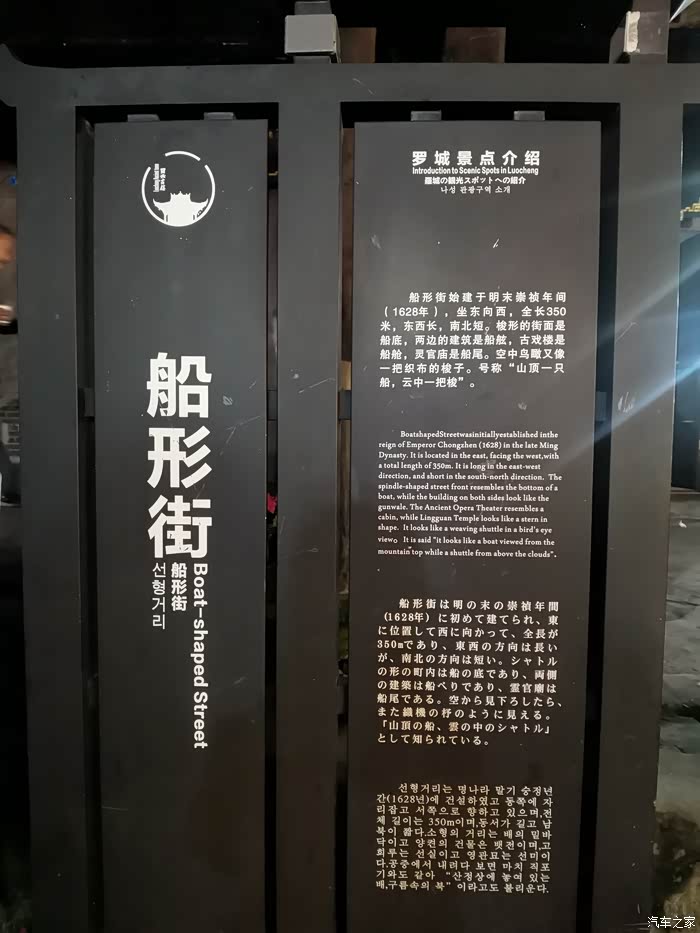 船形街
Boat-shaped Street
船形街
선형거리
罗城景点介绍
Introduction to Scenic Spots in Luocheng
羅城の観光スポットへの紹介
나성 관광구역 소개
船形街始建于明末崇祯年间
（1628年），坐东向西，全长350
米，东西长，南北短。梭形的街面是
船底，两边的建筑是船舷，古戏楼是
船舱，灵官庙是船尾。空中鸟瞰又像
一把织布的梭子。号称“山顶一只
船，云中一把梭”。
BoatshapedStreetwasinitiallyestablished inthe
reign of Emperor Chongzhen (1628) in the late Ming
Dynasty. It is located in the east, facing the west,with
a total length of 350m. It is long in the east-west
direction, and short in the south-north direction. The
spindle-shaped street front resembles the bottom of a
boat, while the building on both sides look like the
gunwale. The Ancient Opera Theater resembles a
cabin, while Lingguan Temple looks like a stern in
shape. It looks like a weaving shuttle in a bird's eye
view。 It is said "it looks like a boat viewed from the
mountain top while a shuttle from above the clouds".
船形街は明の末の崇禎年間
（1628年）に初めて建てられ、東
に位置して西に向かって、全長が
350mであり、東西の方向は長い
が、南北の方向は短い。シャトル
の形の町内は船の底であり、両側
の建築は船べりであり、霊官廟は
船尾である。空から見下ろしたら、
また織機の杼のように見える。
「山頂の船、雲の中のシャトル」
として知られている。
선형거리는 명나라 말기 숭정년
간(1628년)에 건설하였고 동쪽에 자
리잡고 서쪽으로 향하고 있으며,전
체 길이는 350m이며,동서가 길고 남
북이 짧다.소형의 거리는 배의 밑바
닥이고 양켠의 건물은 뱃전이며,고
희루는 선실이고 영관묘는 선미이
다.공중에서 내려다 보면 마치 직포
기와도 같아 "산정상에 놓여 있는
배,구름속의 북" 이라고도 불리운다.
汽车之家